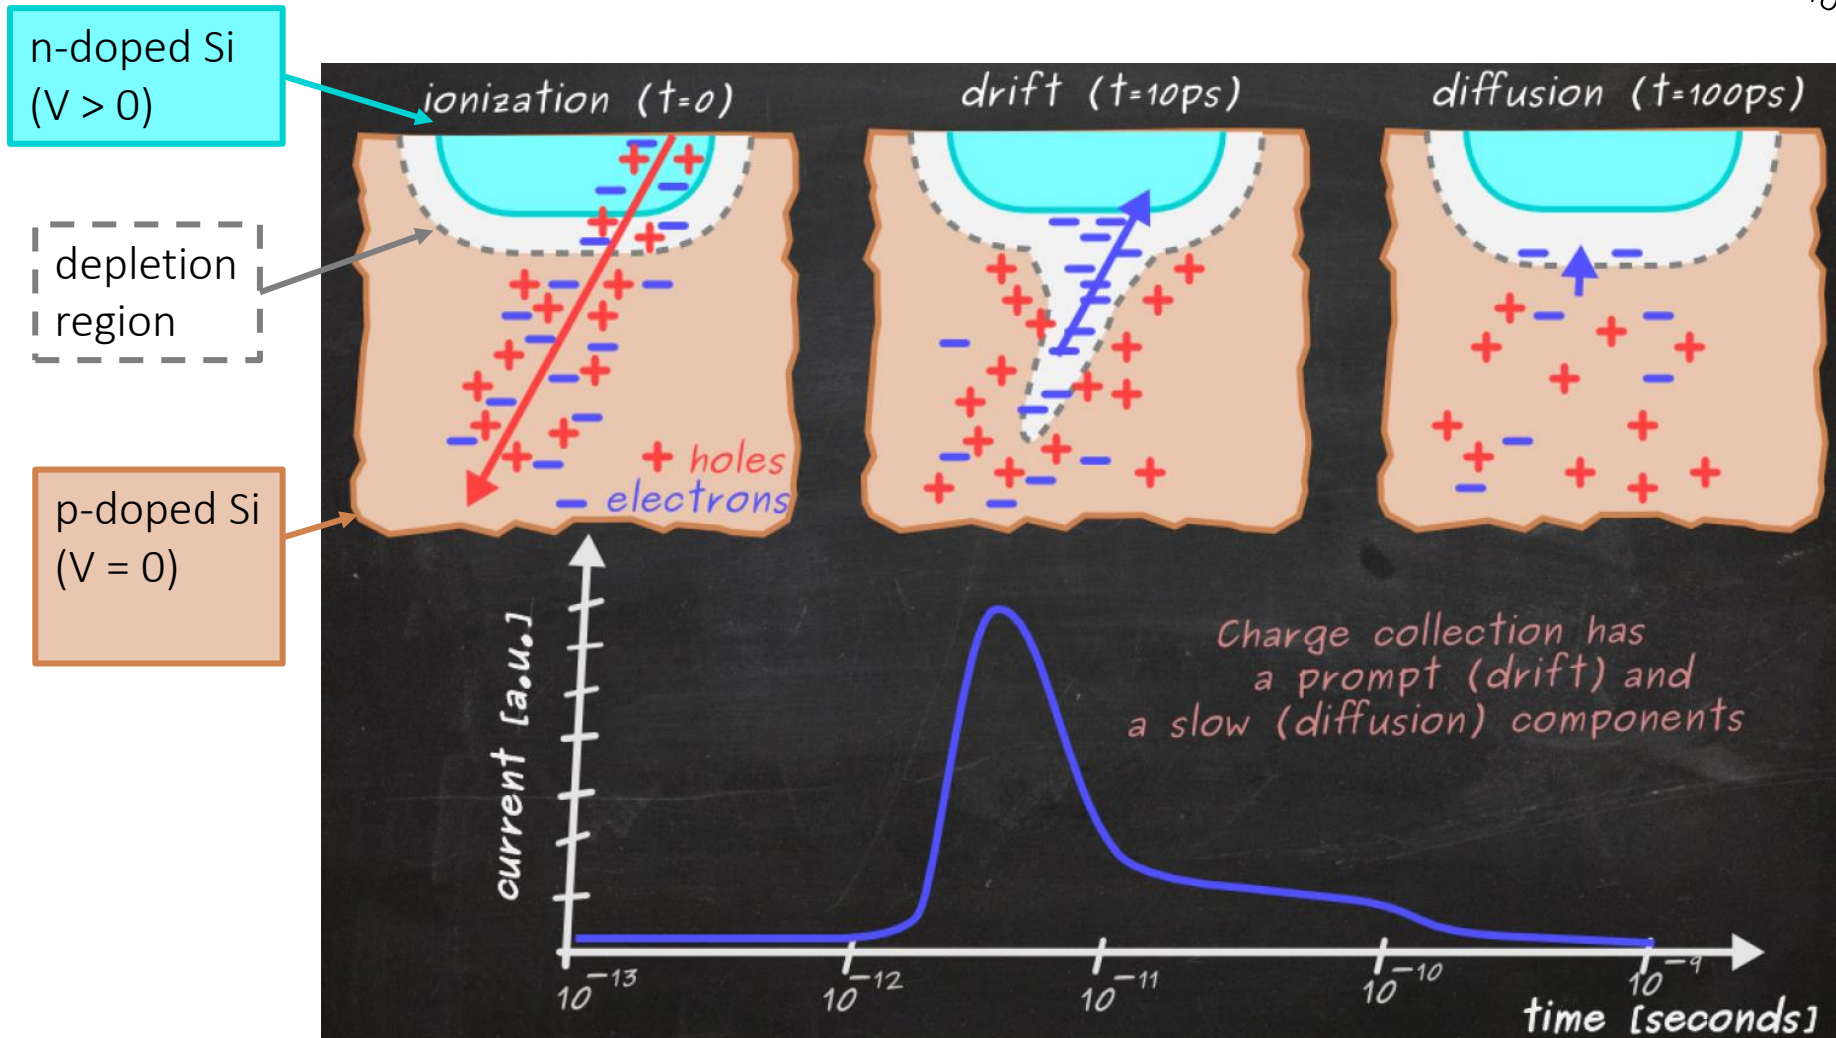 n-doped Si
(V > 0)
depletion
region
p-doped Si
(V = 0)
ionization (t=0)
drift (t=10ps)
diffusion (t=100ps)
+ holes
− electrons
current [a.u.]
Charge collection has
a prompt (drift) and
a slow (diffusion) components
10⁻¹³
10⁻¹²
10⁻¹¹
10⁻¹⁰
10⁻⁹
time [seconds]